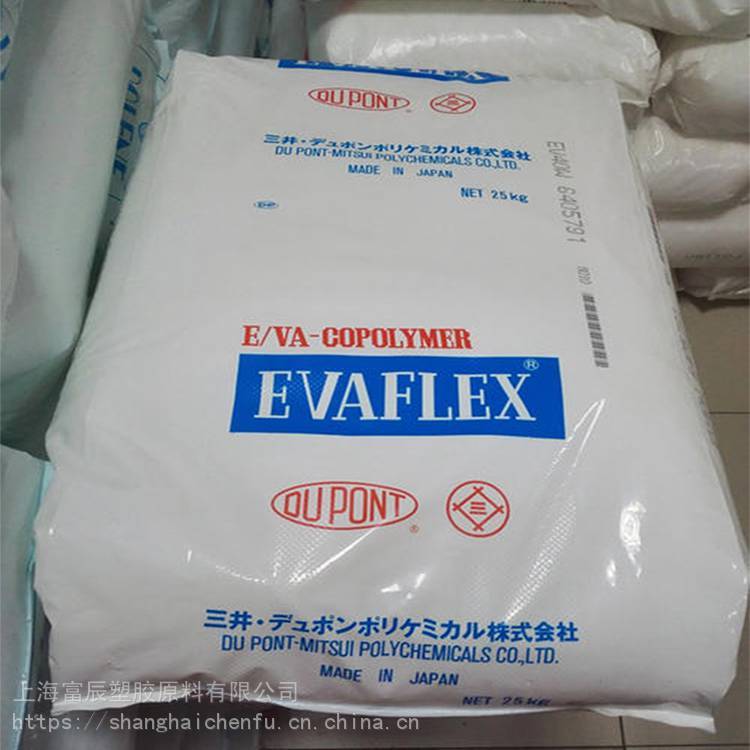 EVAFLEX
DU PONT
三井・デュポンポリケミカル株式会社
DU PONT-MITSUI POLYCHEMICALS CO.,LTD.
MADE IN JAPAN
NET 25kg
EV40W 6405791
E/VA-COPOLYMER
EVAFLEX®
DU PONT®
三井・デュポンポリケミカル株式会社
DU PONT-MITSUI POLYCHEMICALS CO.,LTD.
MADE IN JAPAN
NET 25kg
上海富辰塑胶原料有限公司
https://shanghaichenfu.cn.china.cn